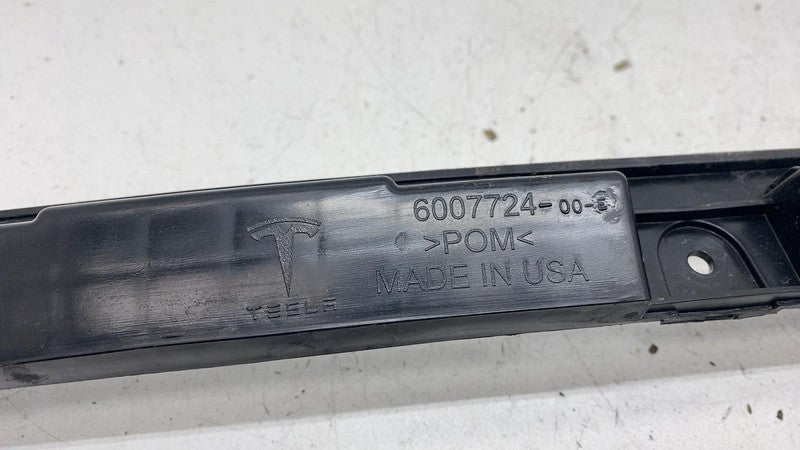 6007724-00-
>POM<
MADE IN USA
TESLA